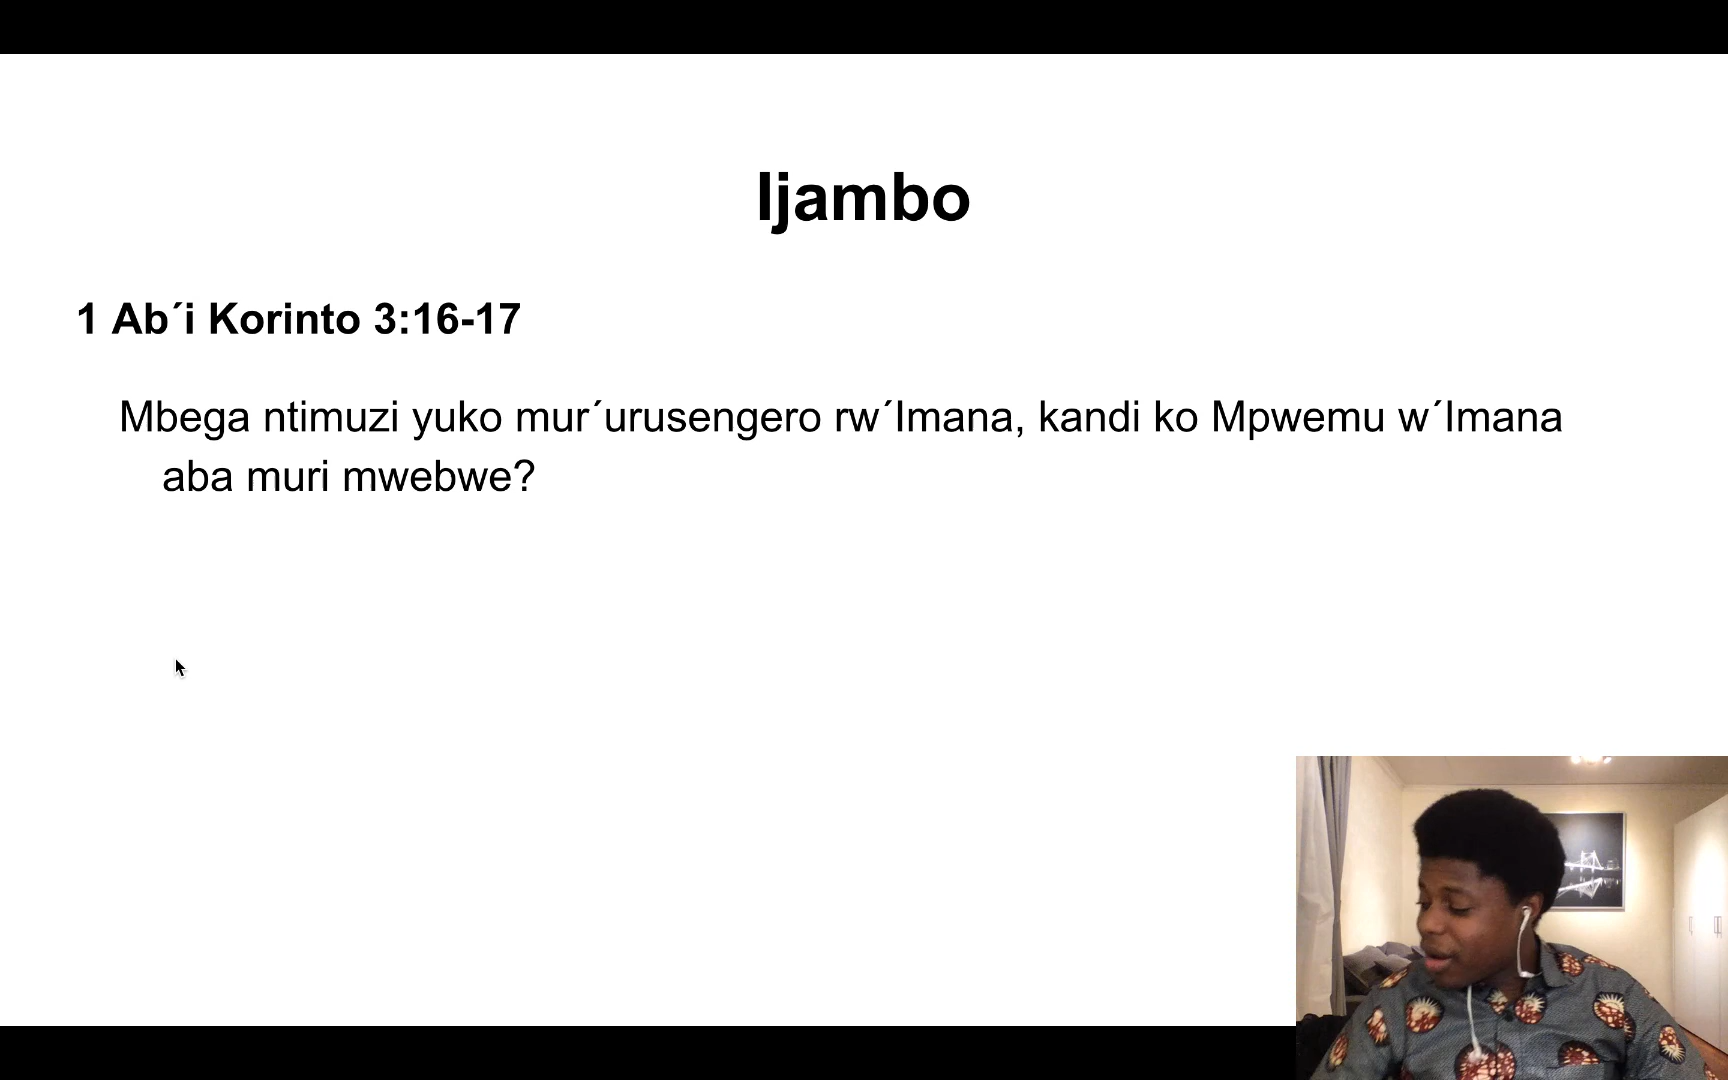 Ijambo
1 Ab´i Korinto 3:16-17
Mbega ntimuzi yuko mur´urusengero rw´Imana, kandi ko Mpwemu w´Imana
aba muri mwebwe?